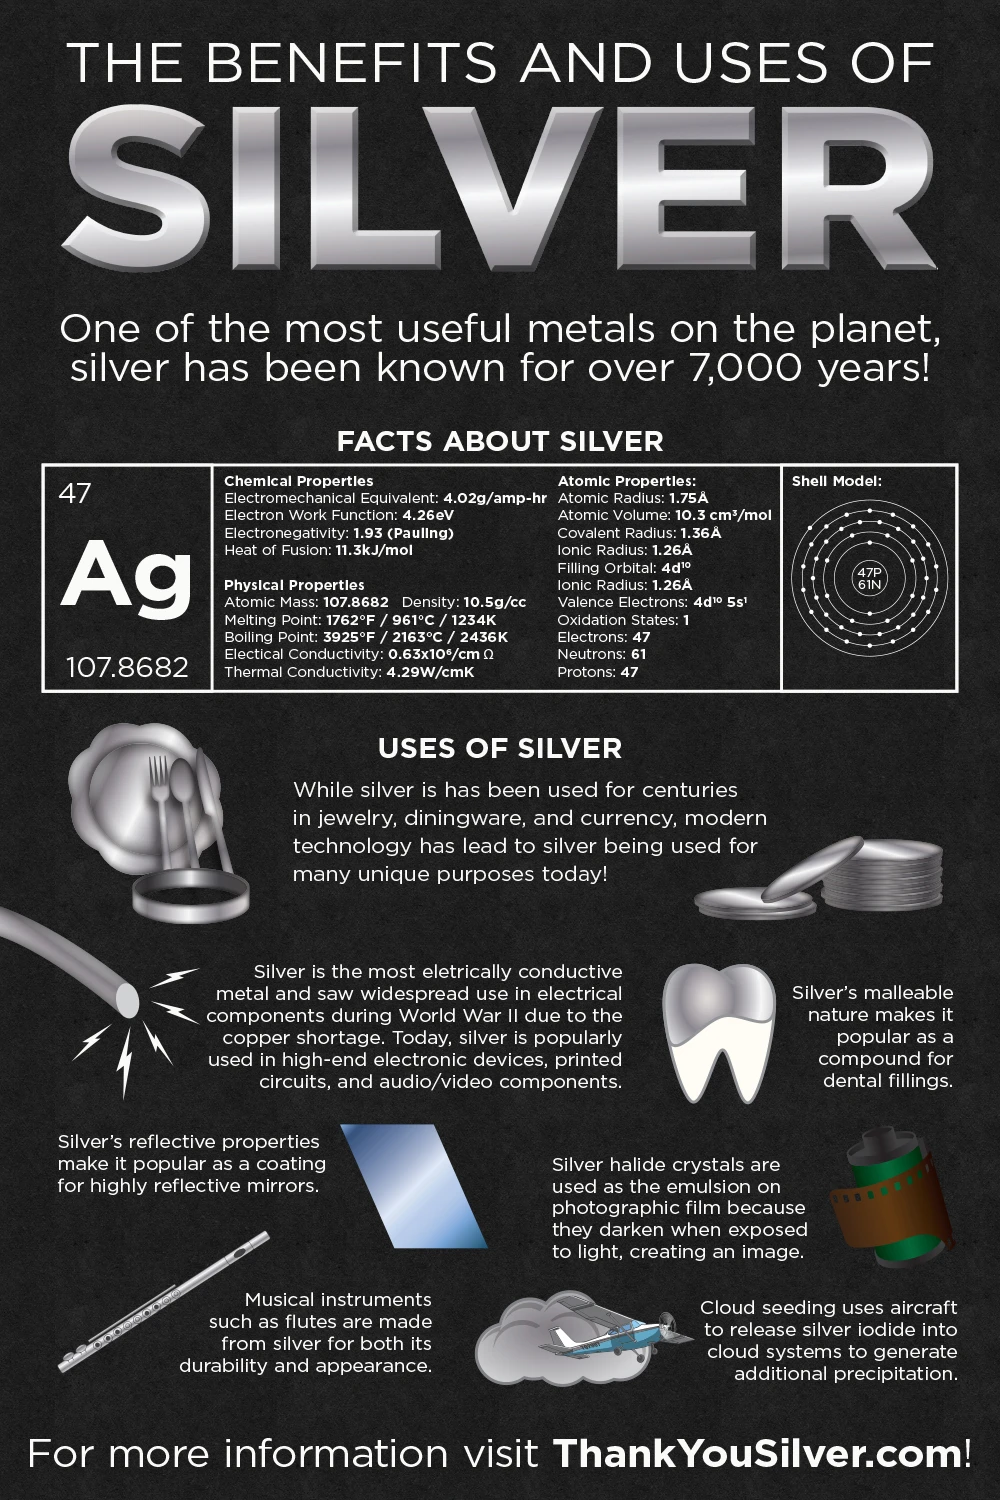 THE BENEFITS AND USES OF
SILVER
One of the most useful metals on the planet,
silver has been known for over 7,000 years!
FACTS ABOUT SILVER
47
Ag
107.8682
Chemical Properties
Electromechanical Equivalent: 4.02g/amp-hr
Electron Work Function: 4.26eV
Electronegativity: 1.93 (Pauling)
Heat of Fusion: 11.3kJ/mol
Physical Properties
Atomic Mass: 107.8682 Density: 10.5g/cc
Melting Point: 1762°F / 961°C / 1234K
Boiling Point: 3925°F / 2163°C / 2436K
Electical Conductivity: 0.63x10⁶/cm Ω
Thermal Conductivity: 4.29W/cmK
Atomic Properties:
Atomic Radius: 1.75Å
Atomic Volume: 10.3 cm³/mol
Covalent Radius: 1.36Å
Ionic Radius: 1.26Å
Filling Orbital: 4d¹⁰
Ionic Radius: 1.26Å
Valence Electrons: 4d¹⁰ 5s¹
Oxidation States: 1
Electrons: 47
Neutrons: 61
Protons: 47
Shell Model:
47P
61N
USES OF SILVER
While silver is has been used for centuries
in jewelry, diningware, and currency, modern
technology has lead to silver being used for
many unique purposes today!
Silver is the most eletrically conductive
metal and saw widespread use in electrical
components during World War II due to the
copper shortage. Today, silver is popularly
used in high-end electronic devices, printed
circuits, and audio/video components.
Silver's malleable
nature makes it
popular as a
compound for
dental fillings.
Silver's reflective properties
make it popular as a coating
for highly reflective mirrors.
Silver halide crystals are
used as the emulsion on
photographic film because
they darken when exposed
to light, creating an image.
Musical instruments
such as flutes are made
from silver for both its
durability and appearance.
Cloud seeding uses aircraft
to release silver iodide into
cloud systems to generate
additional precipitation.
For more information visit ThankYouSilver.com!